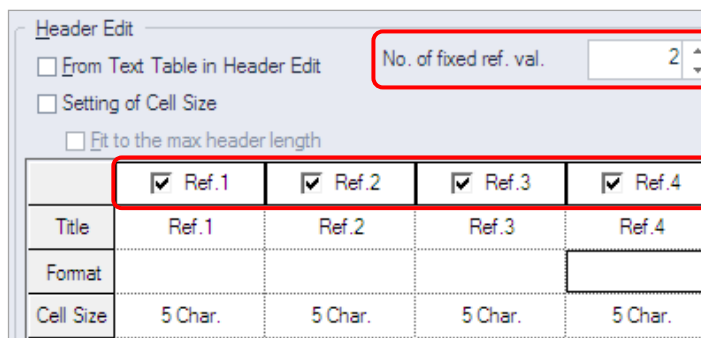 Header Edit
From Text Table in Header Edit
No. of fixed ref. val. 2
Setting of Cell Size
Fit to the max header length
Ref.1 Ref.2 Ref.3 Ref.4
Title Ref.1 Ref.2 Ref.3 Ref.4
Format
Cell Size 5 Char. 5 Char. 5 Char. 5 Char.